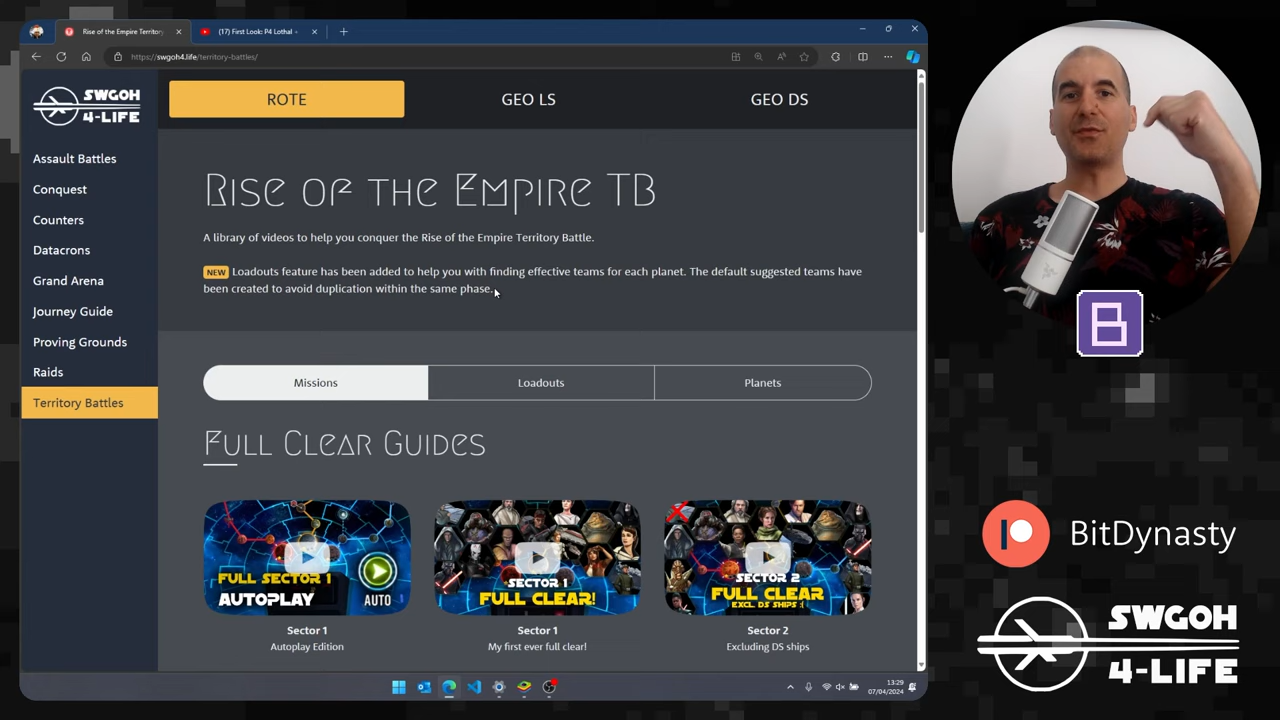 Rise of the Empire Territory
(17) First Look: P4 Lothal
https://swgoh4.life/territory-battles/
SWGOH
4-LIFE
Assault Battles
Conquest
Counters
Datacrons
Grand Arena
Journey Guide
Proving Grounds
Raids
Territory Battles
ROTE
GEO LS
GEO DS
Rise of the Empire TB
A library of videos to help you conquer the Rise of the Empire Territory Battle.
NEW Loadouts feature has been added to help you with finding effective teams for each planet. The default suggested teams have
been created to avoid duplication within the same phase.
Missions
Loadouts
Planets
Full Clear Guides
FULL SECTOR 1
AUTOPLAY
AUTO
SECTOR 1
FULL CLEAR!
SECTOR 2
FULL CLEAR
EXCL. DS SHIPS :(
Sector 1
Autoplay Edition
Sector 1
My first ever full clear!
Sector 2
Excluding DS ships
13:29
07/04/2024
B
BitDynasty
SWGOH
4-LIFE